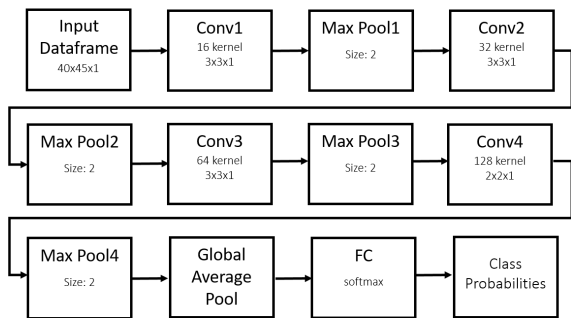 Input
Dataframe
40x45x1
Conv1
16 kernel
3x3x1
Max Pool1
Size: 2
Conv2
32 kernel
3x3x1
Max Pool2
Size: 2
Conv3
64 kernel
3x3x1
Max Pool3
Size: 2
Conv4
128 kernel
2x2x1
Max Pool4
Size: 2
Global
Average
Pool
FC
softmax
Class
Probabilities